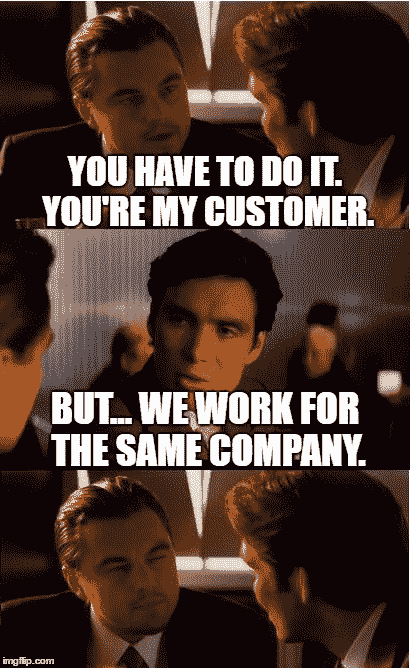 YOU HAVE TO DO IT.
YOU'RE MY CUSTOMER.
BUT... WE WORK FOR
THE SAME COMPANY.
imgflip.com